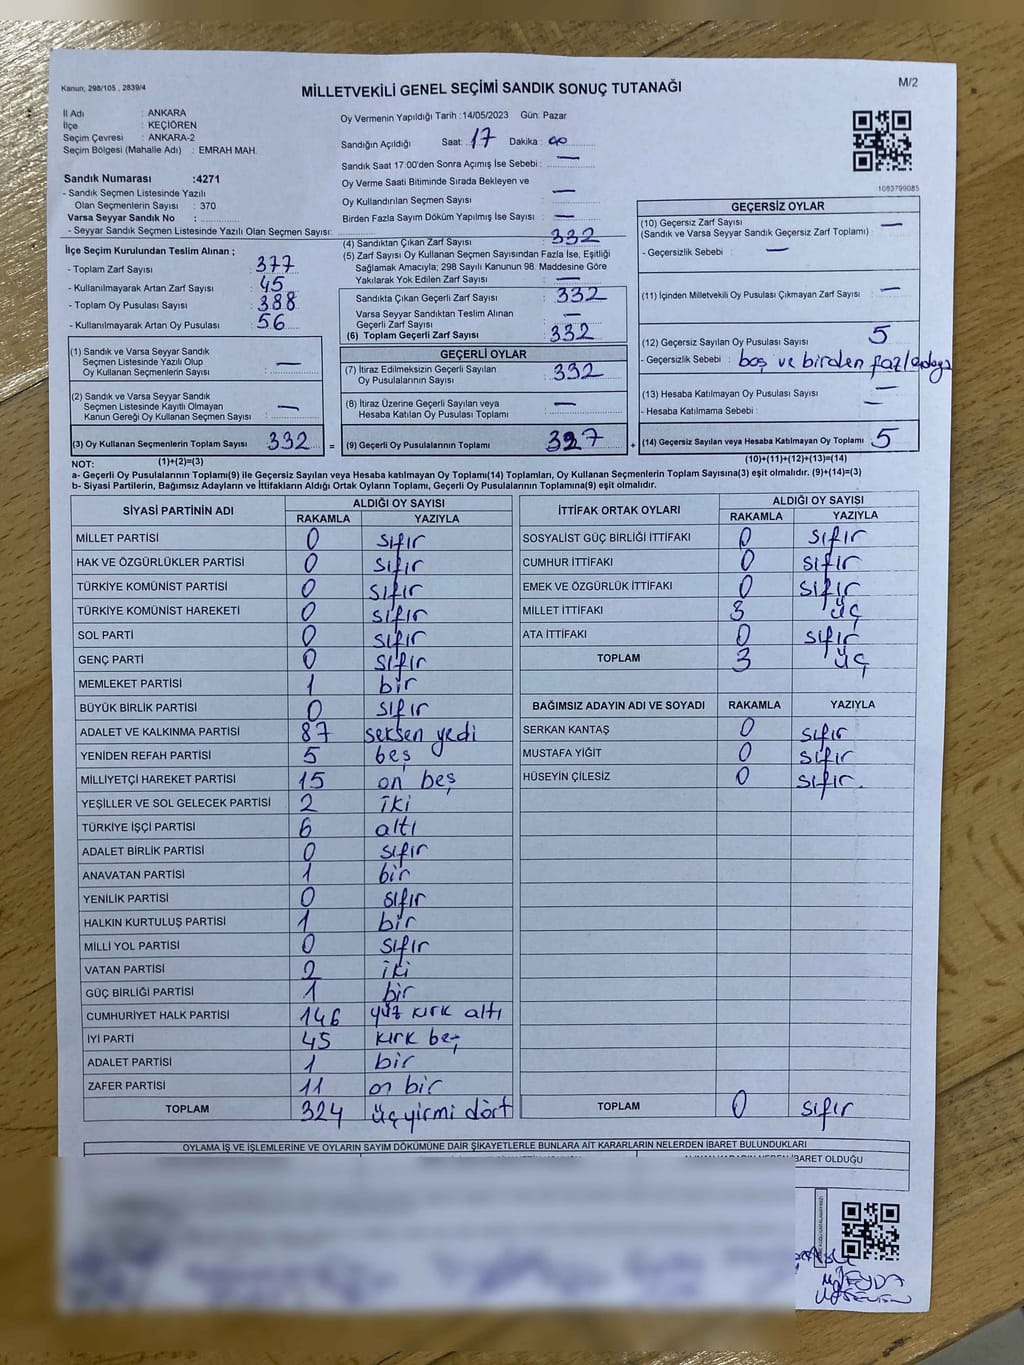 Kanun; 298/105 , 2839/4
MİLLETVEKİLİ GENEL SEÇİMİ SANDIK SONUÇ TUTANAĞI
M/2
İl Adı : ANKARA
İlçe : KEÇİÖREN
Seçim Çevresi : ANKARA-2
Seçim Bölgesi (Mahalle Adı) : EMRAH MAH.
Oy Vermenin Yapıldığı Tarih :14/05/2023 Gün: Pazar
Sandığın Açıldığı Saat: 17 Dakika : 00
Sandık Saat 17:00'den Sonra Açımış İse Sebebi : —
Oy Verme Saati Bitiminde Sırada Bekleyen ve
Oy Kullandırılan Seçmen Sayısı : —
Birden Fazla Sayım Döküm Yapılmış İse Sayısı : —
1083799085
Sandık Numarası :4271
- Sandık Seçmen Listesinde Yazılı
Olan Seçmenlerin Sayısı : 370
Varsa Seyyar Sandık No :
- Seyyar Sandık Seçmen Listesinde Yazılı Olan Seçmen Sayısı:
İlçe Seçim Kurulundan Teslim Alınan ;
- Toplam Zarf Sayısı : 377
- Kullanılmayarak Artan Zarf Sayısı : 45
- Toplam Oy Pusulası Sayısı : 388
- Kullanılmayarak Artan Oy Pusulası : 56
(1) Sandık ve Varsa Seyyar Sandık
Seçmen Listesinde Yazılı Olup
Oy Kullanan Seçmenlerin Sayısı : —
(2) Sandık ve Varsa Seyyar Sandık
Seçmen Listesinde Kayıtlı Olmayan
Kanun Gereği Oy Kullanan Seçmen Sayısı : —
(3) Oy Kullanan Seçmenlerin Toplam Sayısı 332 =
(4) Sandıktan Çıkan Zarf Sayısı : 332
(5) Zarf Sayısı Oy Kullanan Seçmen Sayısından Fazla İse, Eşitliği
Sağlamak Amacıyla; 298 Sayılı Kanunun 98. Maddesine Göre
Yakılarak Yok Edilen Zarf Sayısı : —
Sandıkta Çıkan Geçerli Zarf Sayısı : 332
Varsa Seyyar Sandıktan Teslim Alınan
Geçerli Zarf Sayısı : —
(6) Toplam Geçerli Zarf Sayısı : 332
GEÇERLİ OYLAR
(7) İtiraz Edilmeksizin Geçerli Sayılan
Oy Pusulalarının Sayısı : 332
(8) İtiraz Üzerine Geçerli Sayılan veya
Hesaba Katılan Oy Pusulası Toplamı : —
(9) Geçerli Oy Pusulalarının Toplamı 327 +
GEÇERSİZ OYLAR
(10) Geçersiz Zarf Sayısı
(Sandık ve Varsa Seyyar Sandık Geçersiz Zarf Toplamı) : —
- Geçersizlik Sebebi : —
(11) İçinden Milletvekili Oy Pusulası Çıkmayan Zarf Sayısı : —
(12) Geçersiz Sayılan Oy Pusulası Sayısı : 5
- Geçersizlik Sebebi : boş ve birden fazla
(13) Hesaba Katılmayan Oy Pusulası Sayısı : —
- Hesaba Katılmama Sebebi : —
(14) Geçersiz Sayılan veya Hesaba Katılmayan Oy Toplamı 5
NOT: (1)+(2)=(3)
(10)+(11)+(12)+(13)=(14)
a- Geçerli Oy Pusulalarının Toplamı(9) ile Geçersiz Sayılan veya Hesaba katılmayan Oy Toplamı(14) Toplamları, Oy Kullanan Seçmenlerin Toplam Sayısına(3) eşit olmalıdır. (9)+(14)=(3)
b- Siyasi Partilerin, Bağımsız Adayların ve İttifakların Aldığı Ortak Oyların Toplamı, Geçerli Oy Pusulalarının Toplamına(9) eşit olmalıdır.
SİYASİ PARTİNİN ADI ALDIĞI OY SAYISI
RAKAMLA YAZIYLA
MİLLET PARTİSİ 0 sıfır
HAK VE ÖZGÜRLÜKLER PARTİSİ 0 sıfır
TÜRKİYE KOMÜNİST PARTİSİ 0 sıfır
TÜRKİYE KOMÜNİST HAREKETİ 0 sıfır
SOL PARTİ 0 sıfır
GENÇ PARTİ 0 sıfır
MEMLEKET PARTİSİ 1 bir
BÜYÜK BİRLİK PARTİSİ 0 sıfır
ADALET VE KALKINMA PARTİSİ 87 seksen yedi
YENİDEN REFAH PARTİSİ 5 beş
MİLLİYETÇİ HAREKET PARTİSİ 15 on beş
YEŞİLLER VE SOL GELECEK PARTİSİ 2 iki
TÜRKİYE İŞÇİ PARTİSİ 6 altı
ADALET BİRLİK PARTİSİ 0 sıfır
ANAVATAN PARTİSİ 1 bir
YENİLİK PARTİSİ 0 sıfır
HALKIN KURTULUŞ PARTİSİ 1 bir
MİLLİ YOL PARTİSİ 0 sıfır
VATAN PARTİSİ 2 iki
GÜÇ BİRLİĞİ PARTİSİ 1 bir
CUMHURİYET HALK PARTİSİ 146 yüz kırk altı
İYİ PARTİ 45 kırk beş
ADALET PARTİSİ 1 bir
ZAFER PARTİSİ 11 on bir
TOPLAM 324 üçyirmi dört
İTTİFAK ORTAK OYLARI ALDIĞI OY SAYISI
RAKAMLA YAZIYLA
SOSYALİST GÜÇ BİRLİĞİ İTTİFAKI 0 sıfır
CUMHUR İTTİFAKI 0 sıfır
EMEK VE ÖZGÜRLÜK İTTİFAKI 0 sıfır
MİLLET İTTİFAKI 3 üç
ATA İTTİFAKI 0 sıfır
TOPLAM 3 üç
BAĞIMSIZ ADAYIN ADI VE SOYADI RAKAMLA YAZIYLA
SERKAN KANTAŞ 0 sıfır
MUSTAFA YİĞİT 0 sıfır
HÜSEYİN ÇİLESİZ 0 sıfır.
TOPLAM 0 sıfır
OYLAMA İŞ VE İŞLEMLERİNE VE OYLARIN SAYIM DÖKÜMÜNE DAİR ŞİKAYETLERLE BUNLARA AİT KARARLARIN NELERDEN İBARET BULUNDUKLARI
İBARET OLDUĞU